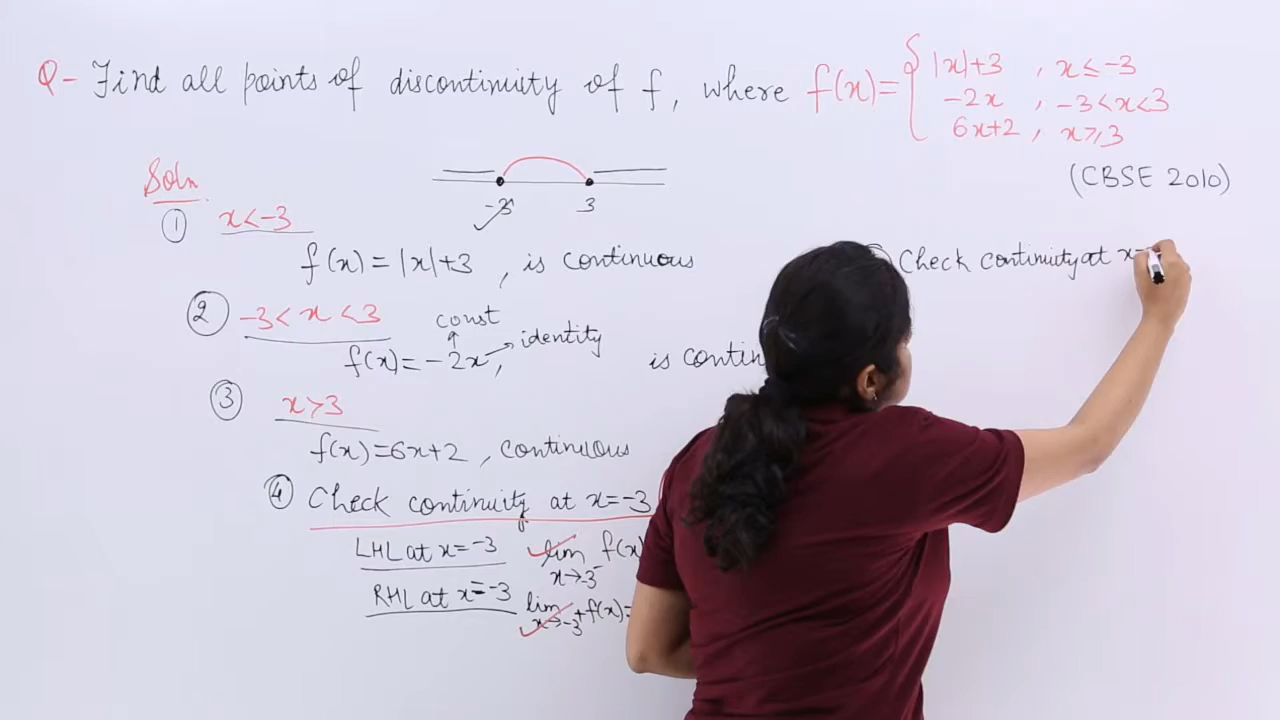 Q- Find all points of discontinuity of f, where f(x)= { |x|+3 , x≤-3
-2x , -3<x<3
6x+2 , x≥3
(CBSE 2010)
Soln
-3 3
① x<-3
f(x)=|x|+3 , is continuous
② -3<x<3
const
f(x)=-2x, identity is contin
③ x>3
f(x)=6x+2 , continuous
④ Check continuity at x=-3
LHL at x=-3 lim x→-3⁻ f(x)
RHL at x=-3 lim x→-3⁺ f(x)=
Check continuity at x=